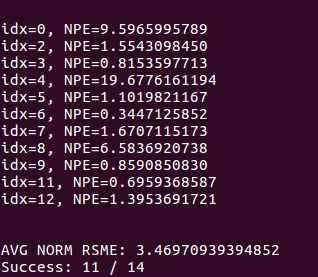 idx=0, NPE=9.5965995789
idx=2, NPE=1.5543098450
idx=3, NPE=0.8153597713
idx=4, NPE=19.6776161194
idx=5, NPE=1.1019821167
idx=6, NPE=0.3447125852
idx=7, NPE=1.6707115173
idx=8, NPE=6.5836920738
idx=9, NPE=0.8590850830
idx=11, NPE=0.6959368587
idx=12, NPE=1.3953691721
AVG NORM RSME: 3.46970939394852
Success: 11 / 14